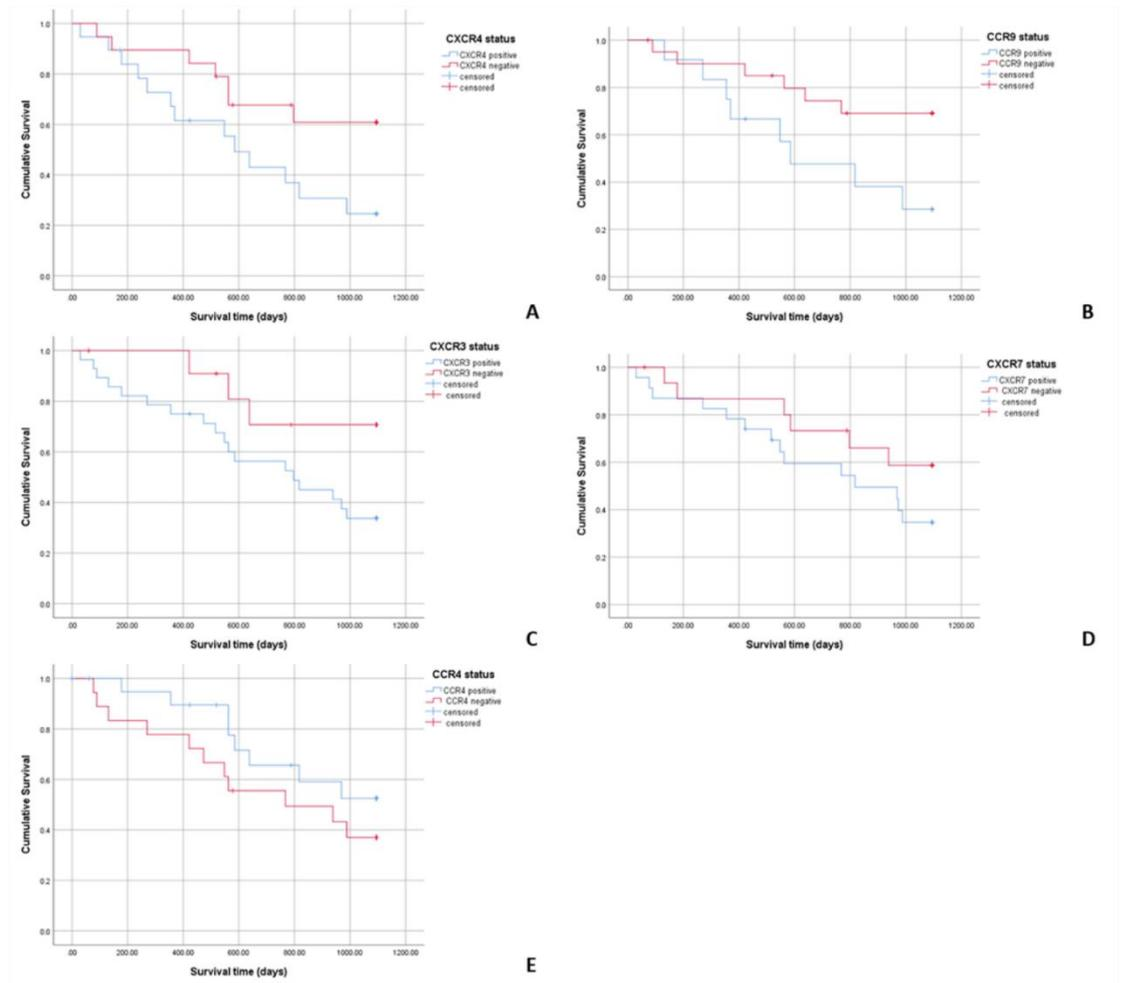 CXCR4 status
CXCR4 positive
CXCR4 negative
censored
censored
1.0
0.8
0.6
0.4
0.2
0.0
Cumulative Survival
.00 200.00 400.00 600.00 800.00 1000.00 1200.00
Survival time (days)
A
CCR9 status
CCR9 positive
CCR9 negative
censored
censored
1.0
0.8
0.6
0.4
0.2
0.0
Cumulative Survival
.00 200.00 400.00 600.00 800.00 1000.00 1200.00
Survival time (days)
B
CXCR3 status
CXCR3 positive
CXCR3 negative
censored
censored
1.0
0.8
0.6
0.4
0.2
0.0
Cumulative Survival
.00 200.00 400.00 600.00 800.00 1000.00 1200.00
Survival time (days)
C
CXCR7 status
CXCR7 positive
CXCR7 negative
censored
censored
1.0
0.8
0.6
0.4
0.2
0.0
Cumulative Survival
.00 200.00 400.00 600.00 800.00 1000.00 1200.00
Survival time (days)
D
CCR4 status
CCR4 positive
CCR4 negative
censored
censored
1.0
0.8
0.6
0.4
0.2
0.0
Cumulative Survival
.00 200.00 400.00 600.00 800.00 1000.00 1200.00
Survival time (days)
E